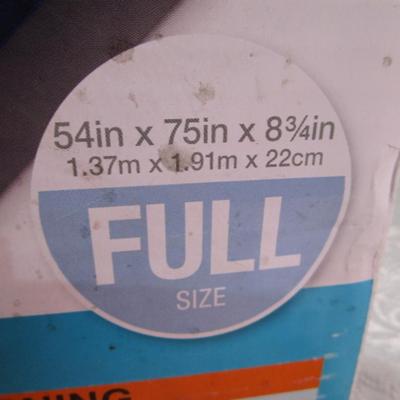 54in x 75in x 8¾in
1.37m x 1.91m x 22cm
FULL
SIZE